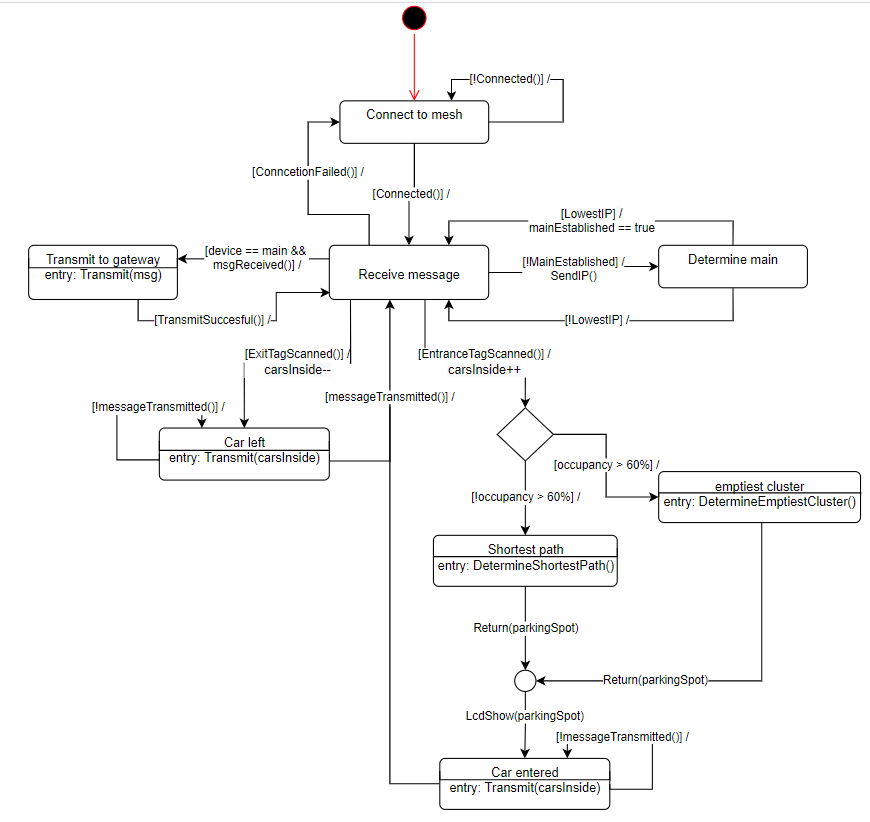 [!Connected()] /
Connect to mesh
[ConncetionFailed()] /
[Connected()] /
[LowestIP] /
mainEstablished == true
[device == main &&
msgReceived()] /
Transmit to gateway
entry: Transmit(msg)
Receive message
[!MainEstablished] /
SendIP()
Determine main
[TransmitSuccesful()] /
[!LowestIP] /
[ExitTagScanned()] /
carsInside--
[EntranceTagScanned()] /
carsInside++
[messageTransmitted()] /
[!messageTransmitted()] /
Car left
entry: Transmit(carsInside)
[occupancy > 60%] /
[!occupancy > 60%] /
emptiest cluster
entry: DetermineEmptiestCluster()
Shortest path
entry: DetermineShortestPath()
Return(parkingSpot)
Return(parkingSpot)
LcdShow(parkingSpot)
[!messageTransmitted()] /
Car entered
entry: Transmit(carsInside)